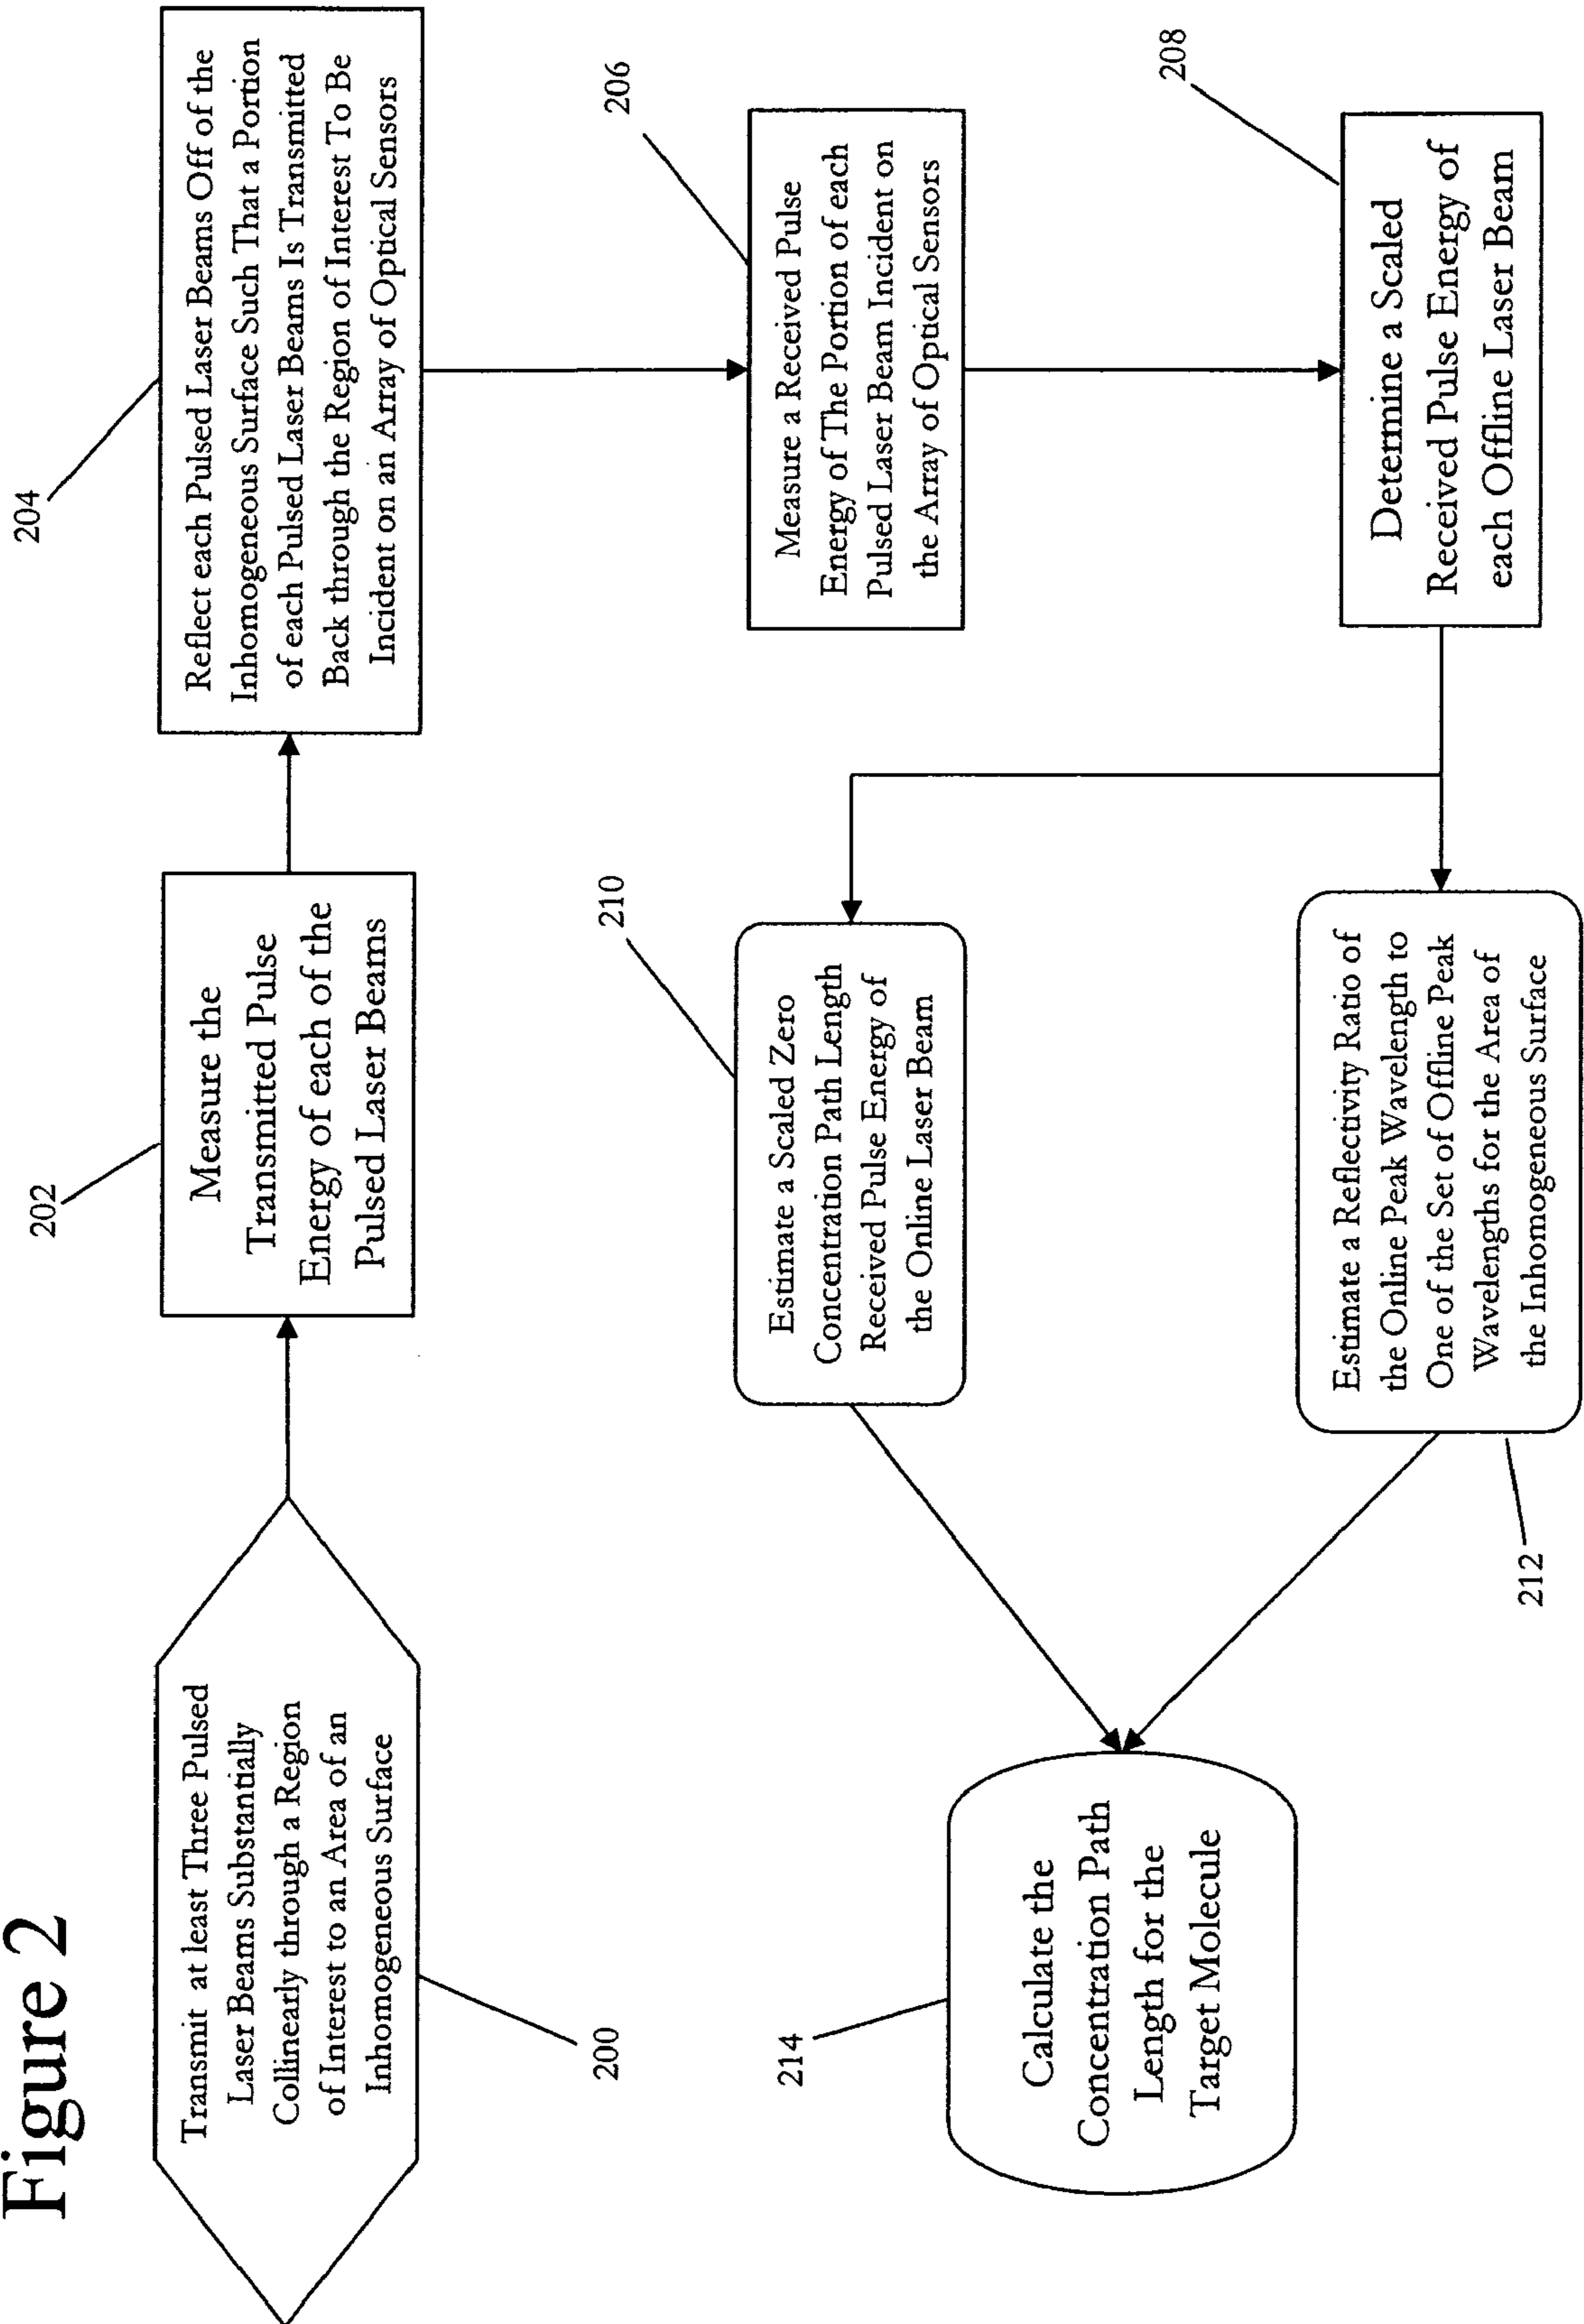 Figure 2
Transmit at least Three Pulsed
Laser Beams Substantially
Collinearly through a Region
of Interest to an Area of an
Inhomogeneous Surface
200
202
Measure the
Transmitted Pulse
Energy of each of the
Pulsed Laser Beams
204
Reflect each Pulsed Laser Beams Off of the
Inhomogeneous Surface Such That a Portion
of each Pulsed Laser Beams Is Transmitted
Back through the Region of Interest To Be
Incident on an Array of Optical Sensors
206
Measure a Received Pulse
Energy of The Portion of each
Pulsed Laser Beam Incident on
the Array of Optical Sensors
208
Determine a Scaled
Received Pulse Energy of
each Offline Laser Beam
210
Estimate a Scaled Zero
Concentration Path Length
Received Pulse Energy of
the Online Laser Beam
Estimate a Reflectivity Ratio of
the Online Peak Wavelength to
One of the Set of Offline Peak
Wavelengths for the Area of
the Inhomogeneous Surface
212
214
Calculate the
Concentration Path
Length for the
Target Molecule